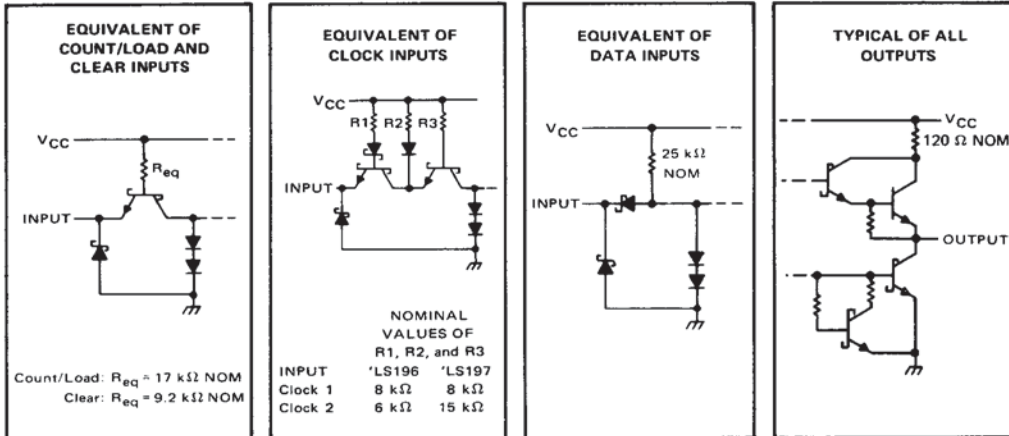 EQUIVALENT OF
COUNT/LOAD AND
CLEAR INPUTS
VCC
Req
INPUT
Count/Load: Req = 17 kΩ NOM
Clear: Req = 9.2 kΩ NOM
EQUIVALENT OF
CLOCK INPUTS
VCC
R1 R2 R3
INPUT
NOMINAL
VALUES OF
R1, R2, and R3
INPUT 'LS196 'LS197
Clock 1 8 kΩ 8 kΩ
Clock 2 6 kΩ 15 kΩ
EQUIVALENT OF
DATA INPUTS
VCC
25 kΩ
NOM
INPUT
TYPICAL OF ALL
OUTPUTS
VCC
120 Ω NOM
OUTPUT